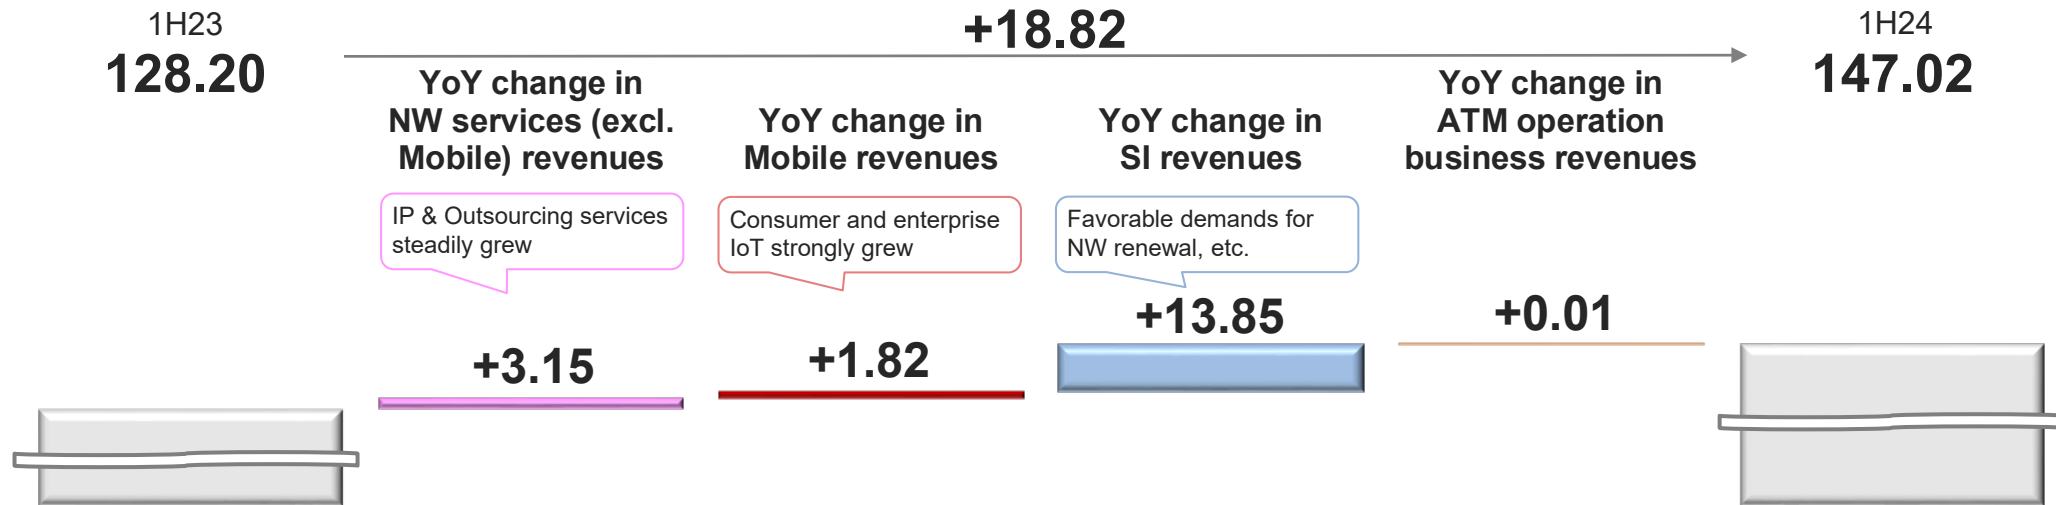 1H23
128.20
+18.82
1H24
147.02
YoY change in
NW services (excl.
Mobile) revenues
YoY change in
Mobile revenues
YoY change in
SI revenues
YoY change in
ATM operation
business revenues
IP & Outsourcing services
steadily grew
Consumer and enterprise
IoT strongly grew
Favorable demands for
NW renewal, etc.
+3.15
+1.82
+13.85
+0.01